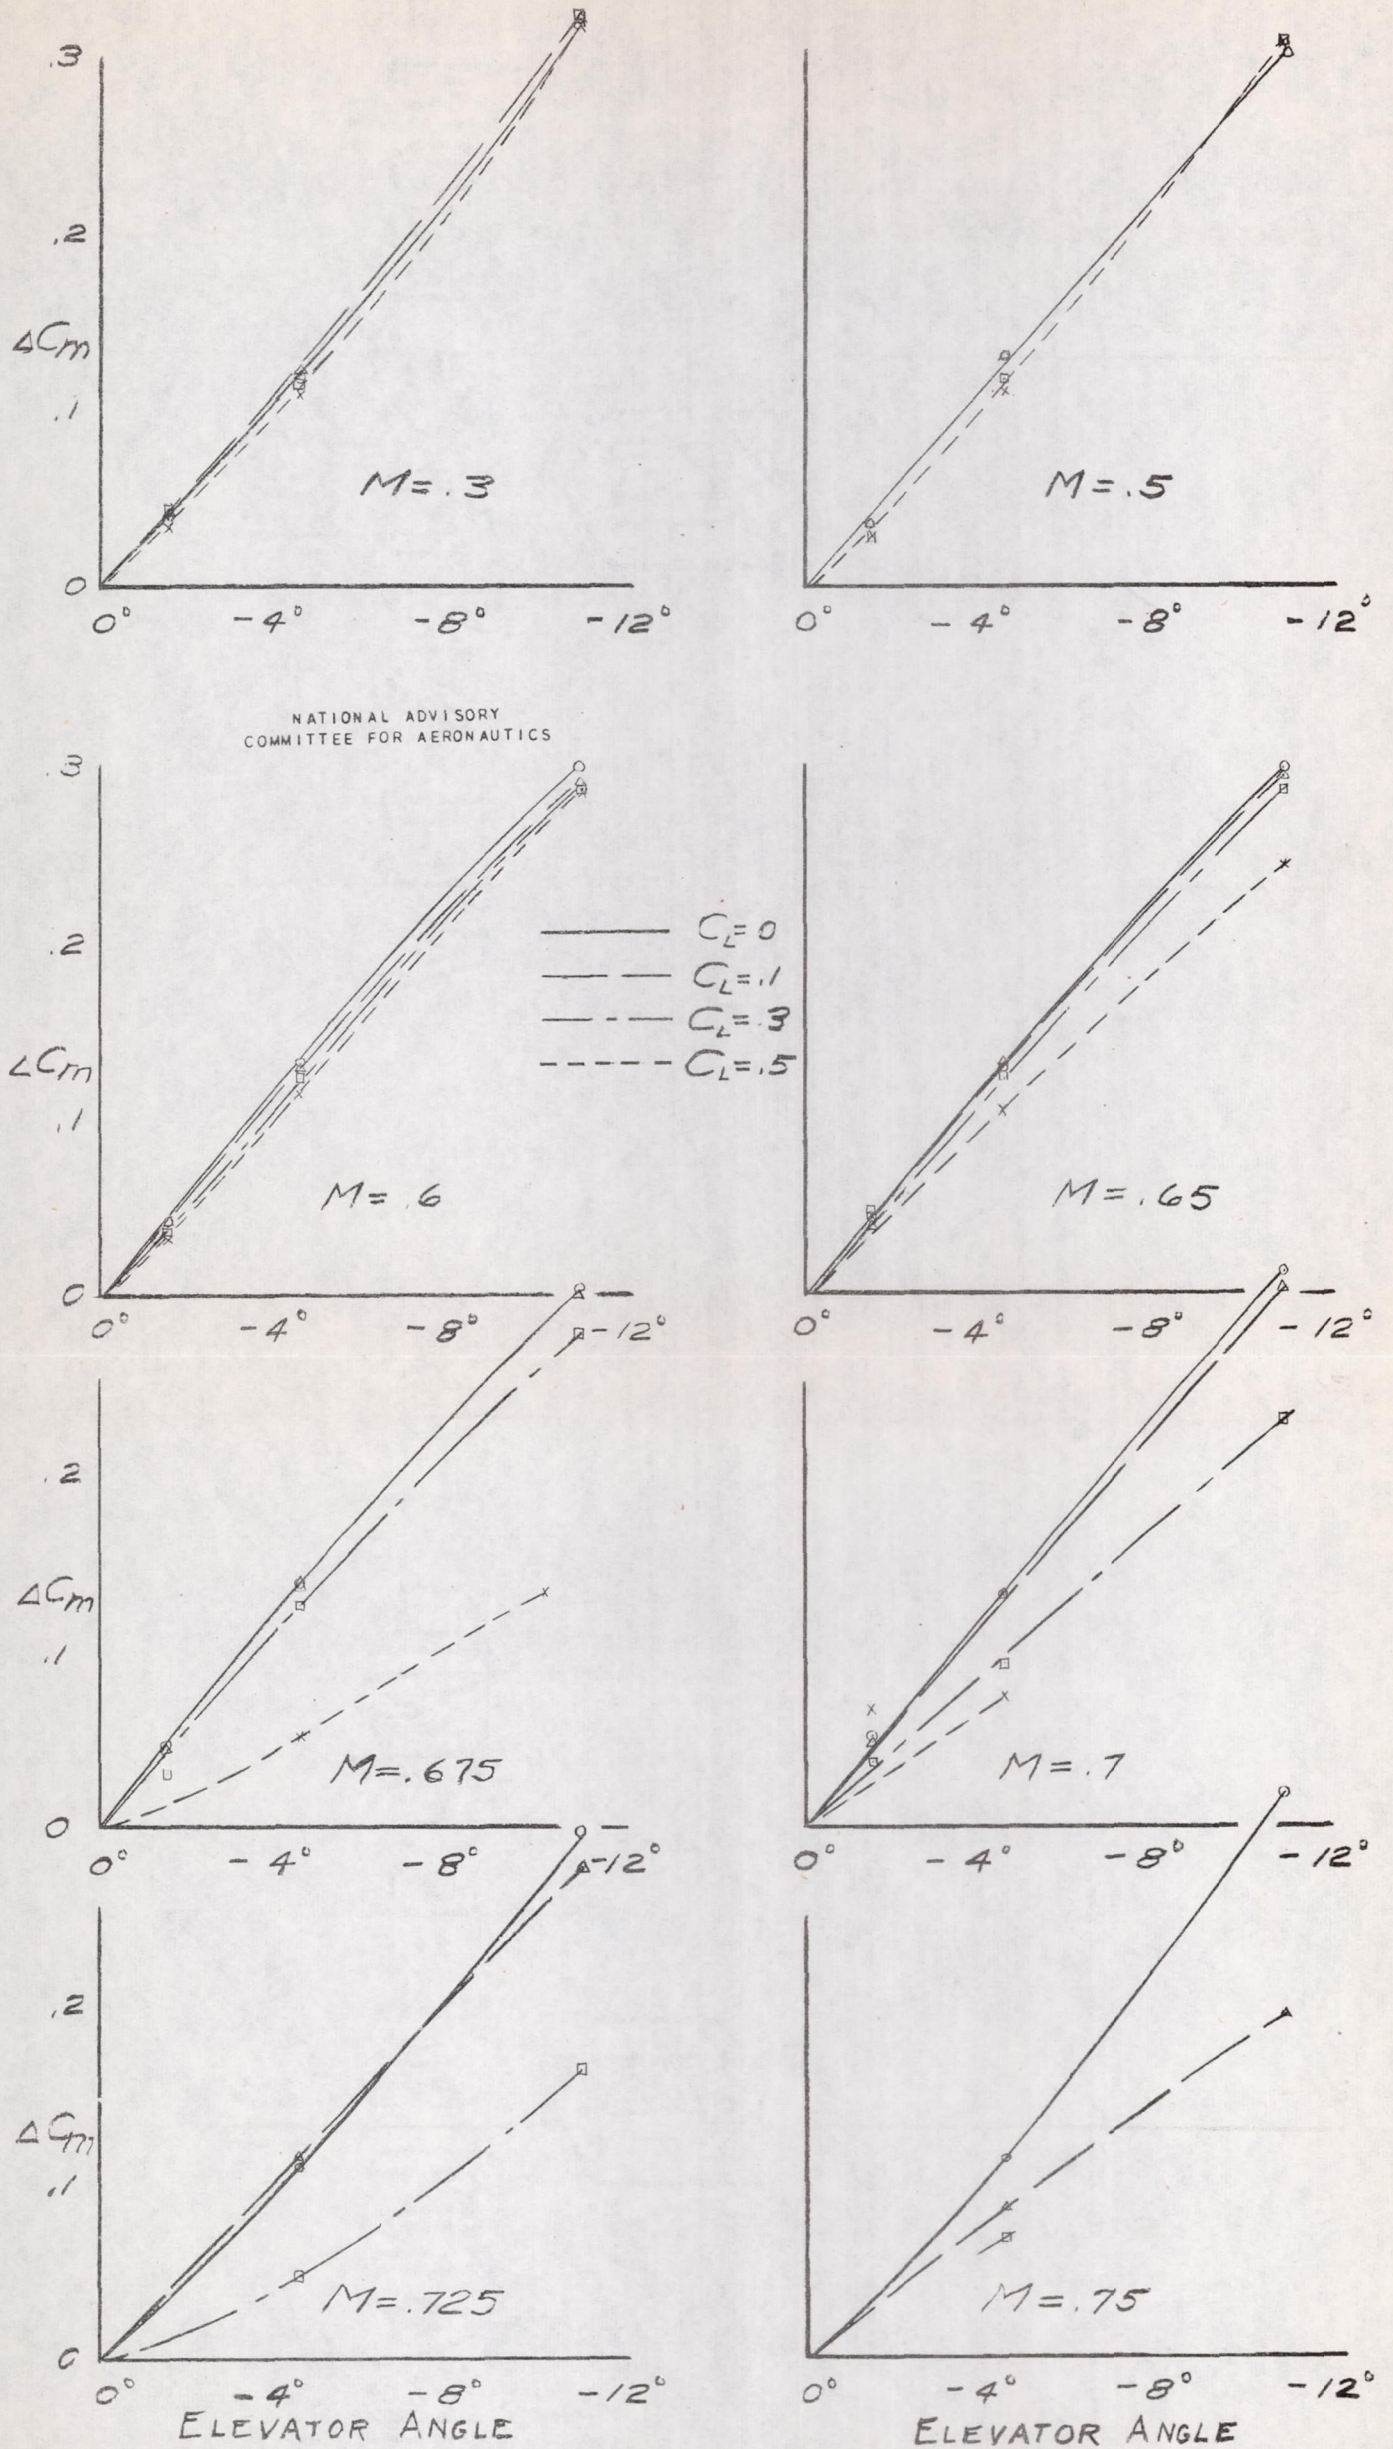 .3
.2
ΔCm
.1
0
M=.3
0° -4° -8° -12°
M=.5
0° -4° -8° -12°
NATIONAL ADVISORY
COMMITTEE FOR AERONAUTICS
.3
.2
ΔCm
.1
0
M=.6
0° -4° -8° -12°
CL=0
CL=.1
CL=.3
CL=.5
M=.65
0° -4° -8° -12°
.2
ΔCm
.1
0
M=.675
0° -4° -8° -12°
M=.7
0° -4° -8° -12°
.2
ΔCm
.1
0
M=.725
0° -4° -8° -12°
ELEVATOR ANGLE
M=.75
0° -4° -8° -12°
ELEVATOR ANGLE